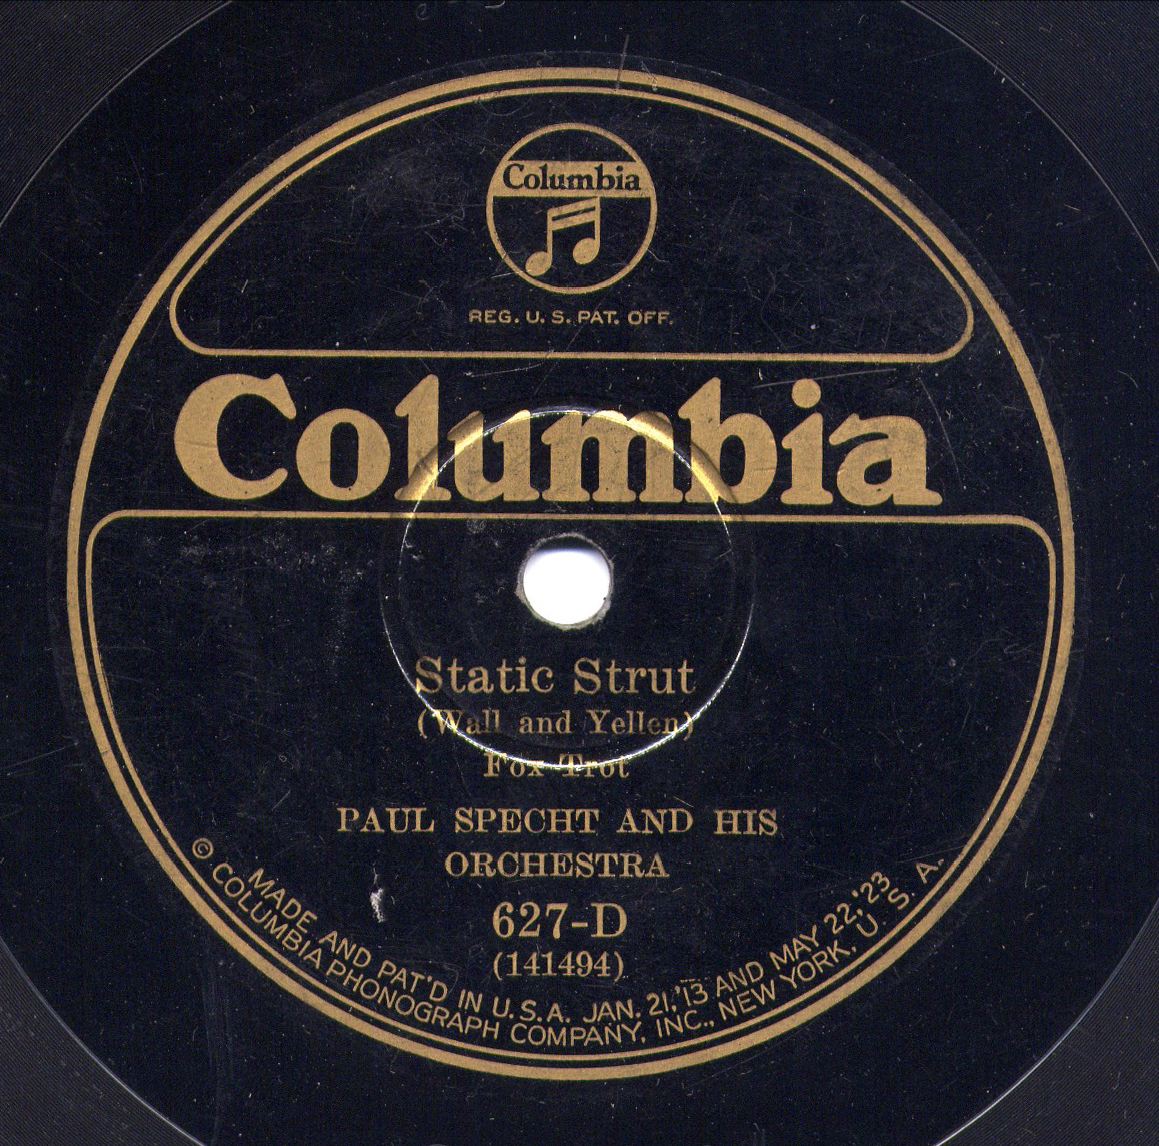 Columbia
REG. U. S. PAT. OFF.
Columbia
Static Strut
(Wall and Yellen)
Fox Trot
PAUL SPECHT AND HIS
ORCHESTRA
627-D
(141494)
MADE AND PAT'D IN U.S.A. JAN. 21,'13 AND MAY 22,'23
© COLUMBIA PHONOGRAPH COMPANY, INC., NEW YORK, U. S. A.